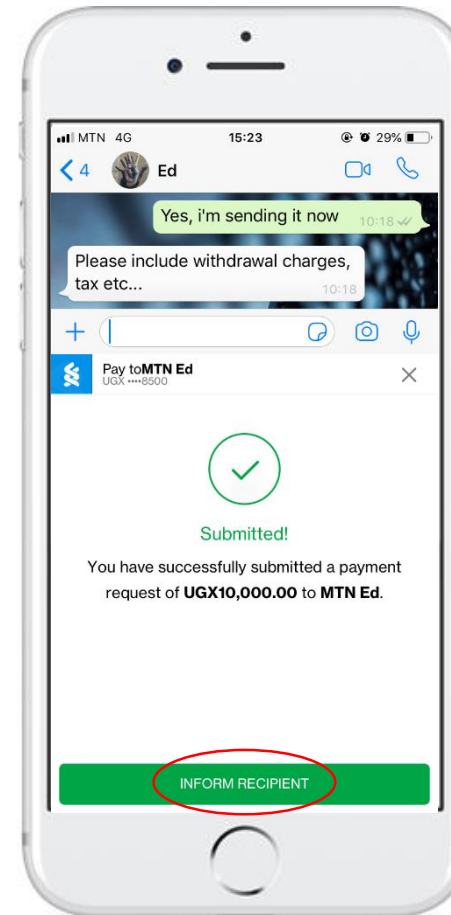 MTN 4G 15:23 29%
4 Ed
Yes, i'm sending it now 10:18
Please include withdrawal charges,
tax etc... 10:18
Pay toMTN Ed
UGX ••••8500
Submitted!
You have successfully submitted a payment
request of UGX10,000.00 to MTN Ed.
INFORM RECIPIENT